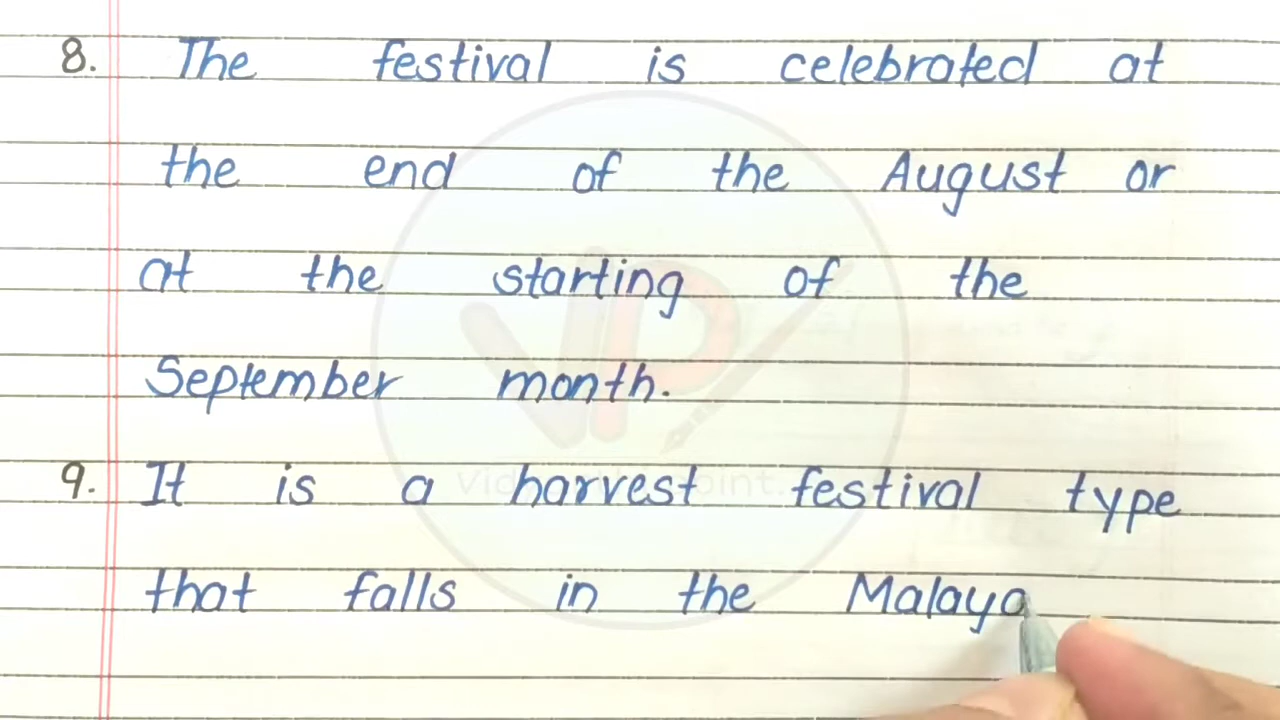 8. The festival is celebrated at
the end of the August or
at the starting of the
September month.
9. It is a harvest festival type
that falls in the Malaya